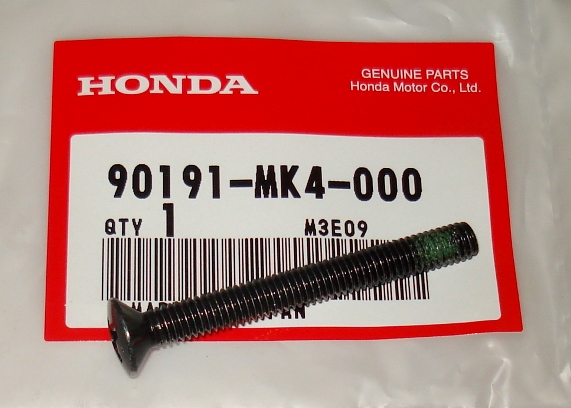 HONDA
GENUINE PARTS
Honda Motor Co., Ltd.
90191-MK4-000
QTY 1 M3E09